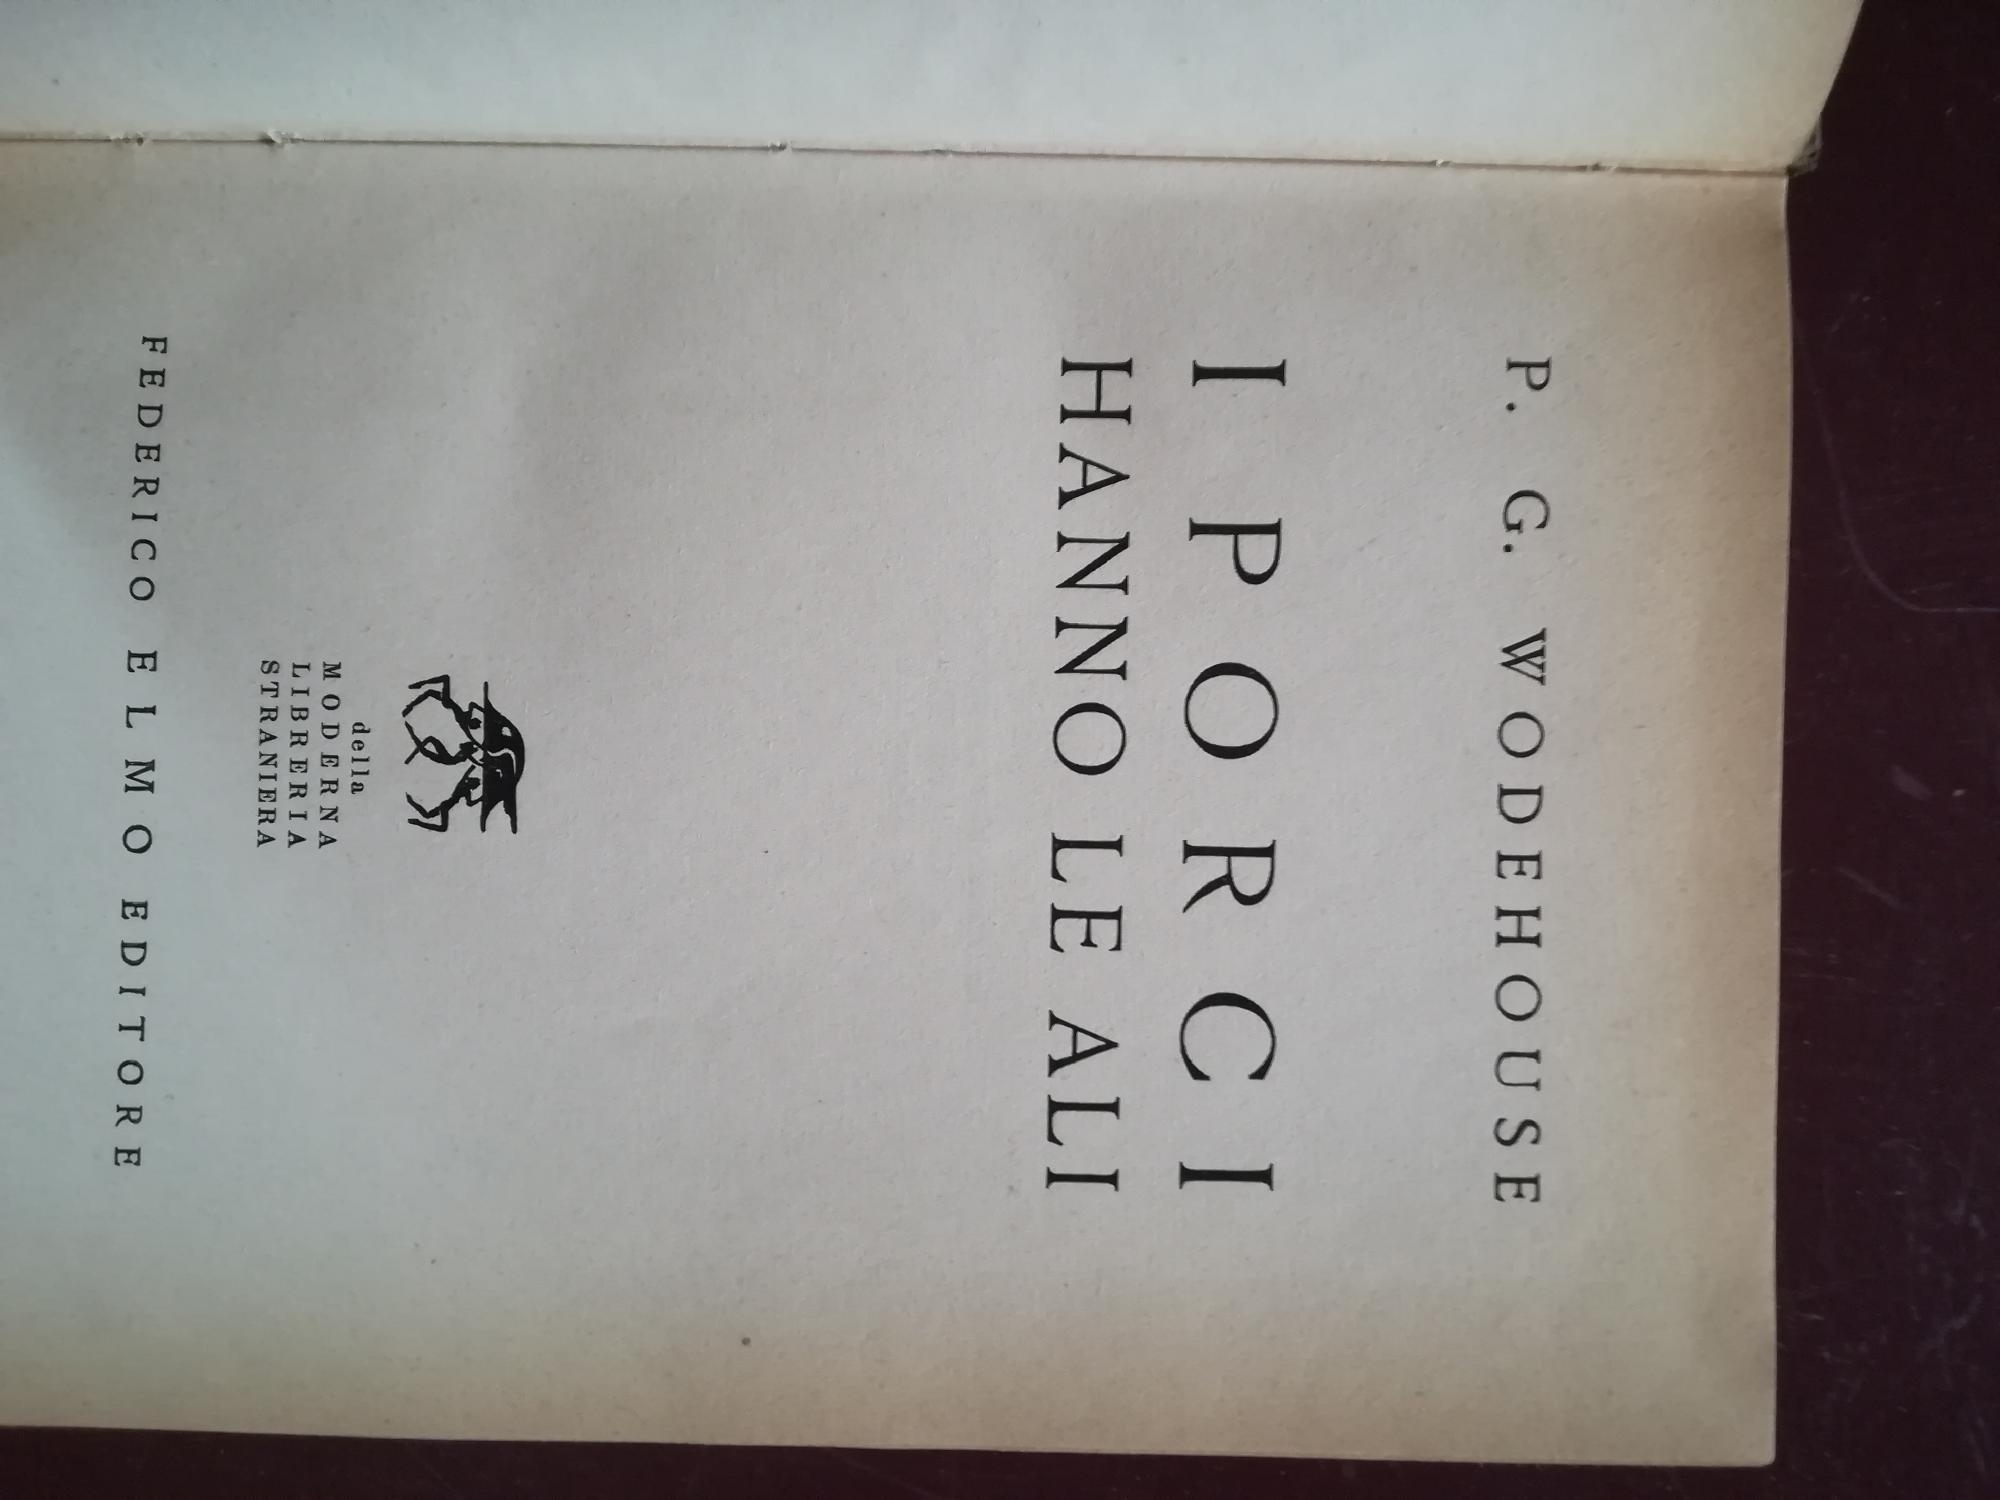 P. G. WODEHOUSE
I PORCI
HANNO LE ALI
della
MODERNA
LIBRERIA
STRANIERA
FEDERICO ELMO EDITORE